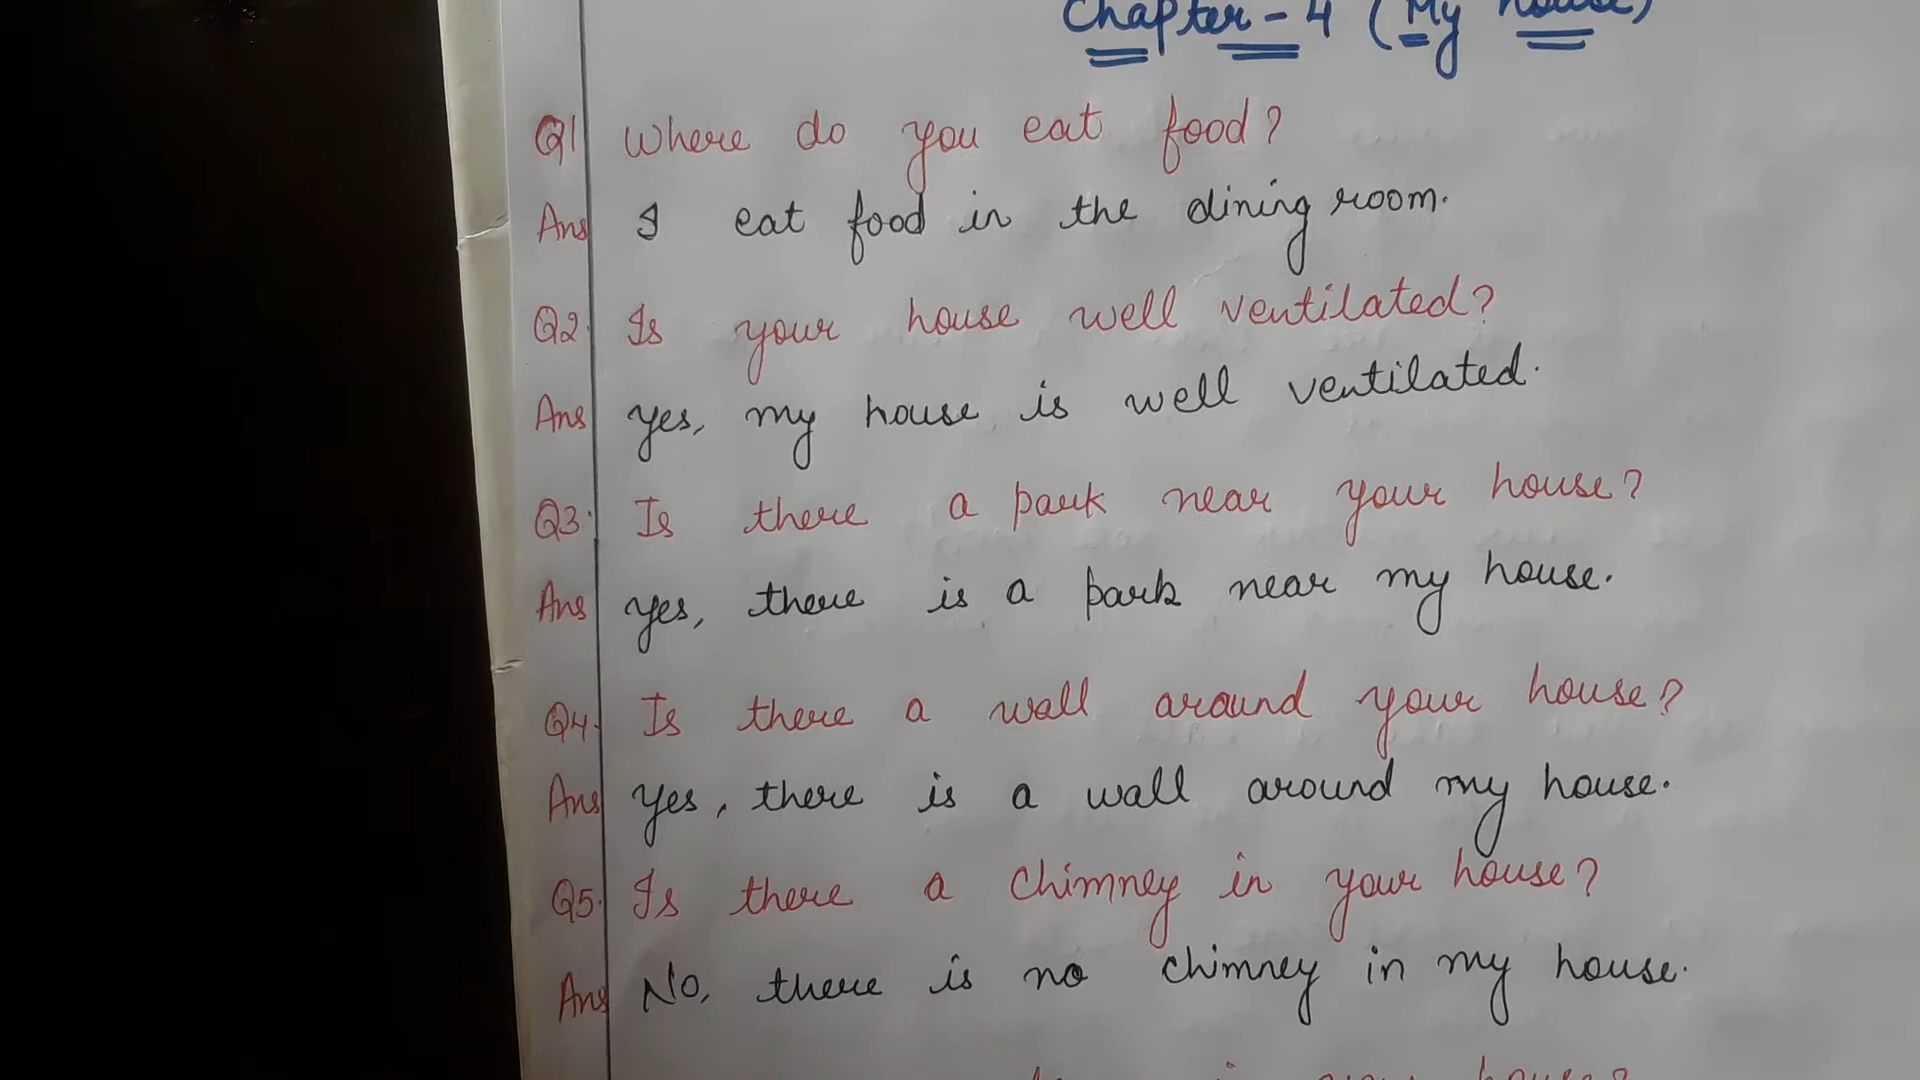 Chapter - 4 (My house)
Q1 Where do you eat food?
Ans I eat food in the dining room.
Q2. Is your house well ventilated?
Ans yes, my house is well ventilated.
Q3. Is there a park near your house?
Ans yes, there is a park near my house.
Q4. Is there a wall around your house?
Ans yes, there is a wall around my house.
Q5. Is there a chimney in your house?
Ans No, there is no chimney in my house.
house?